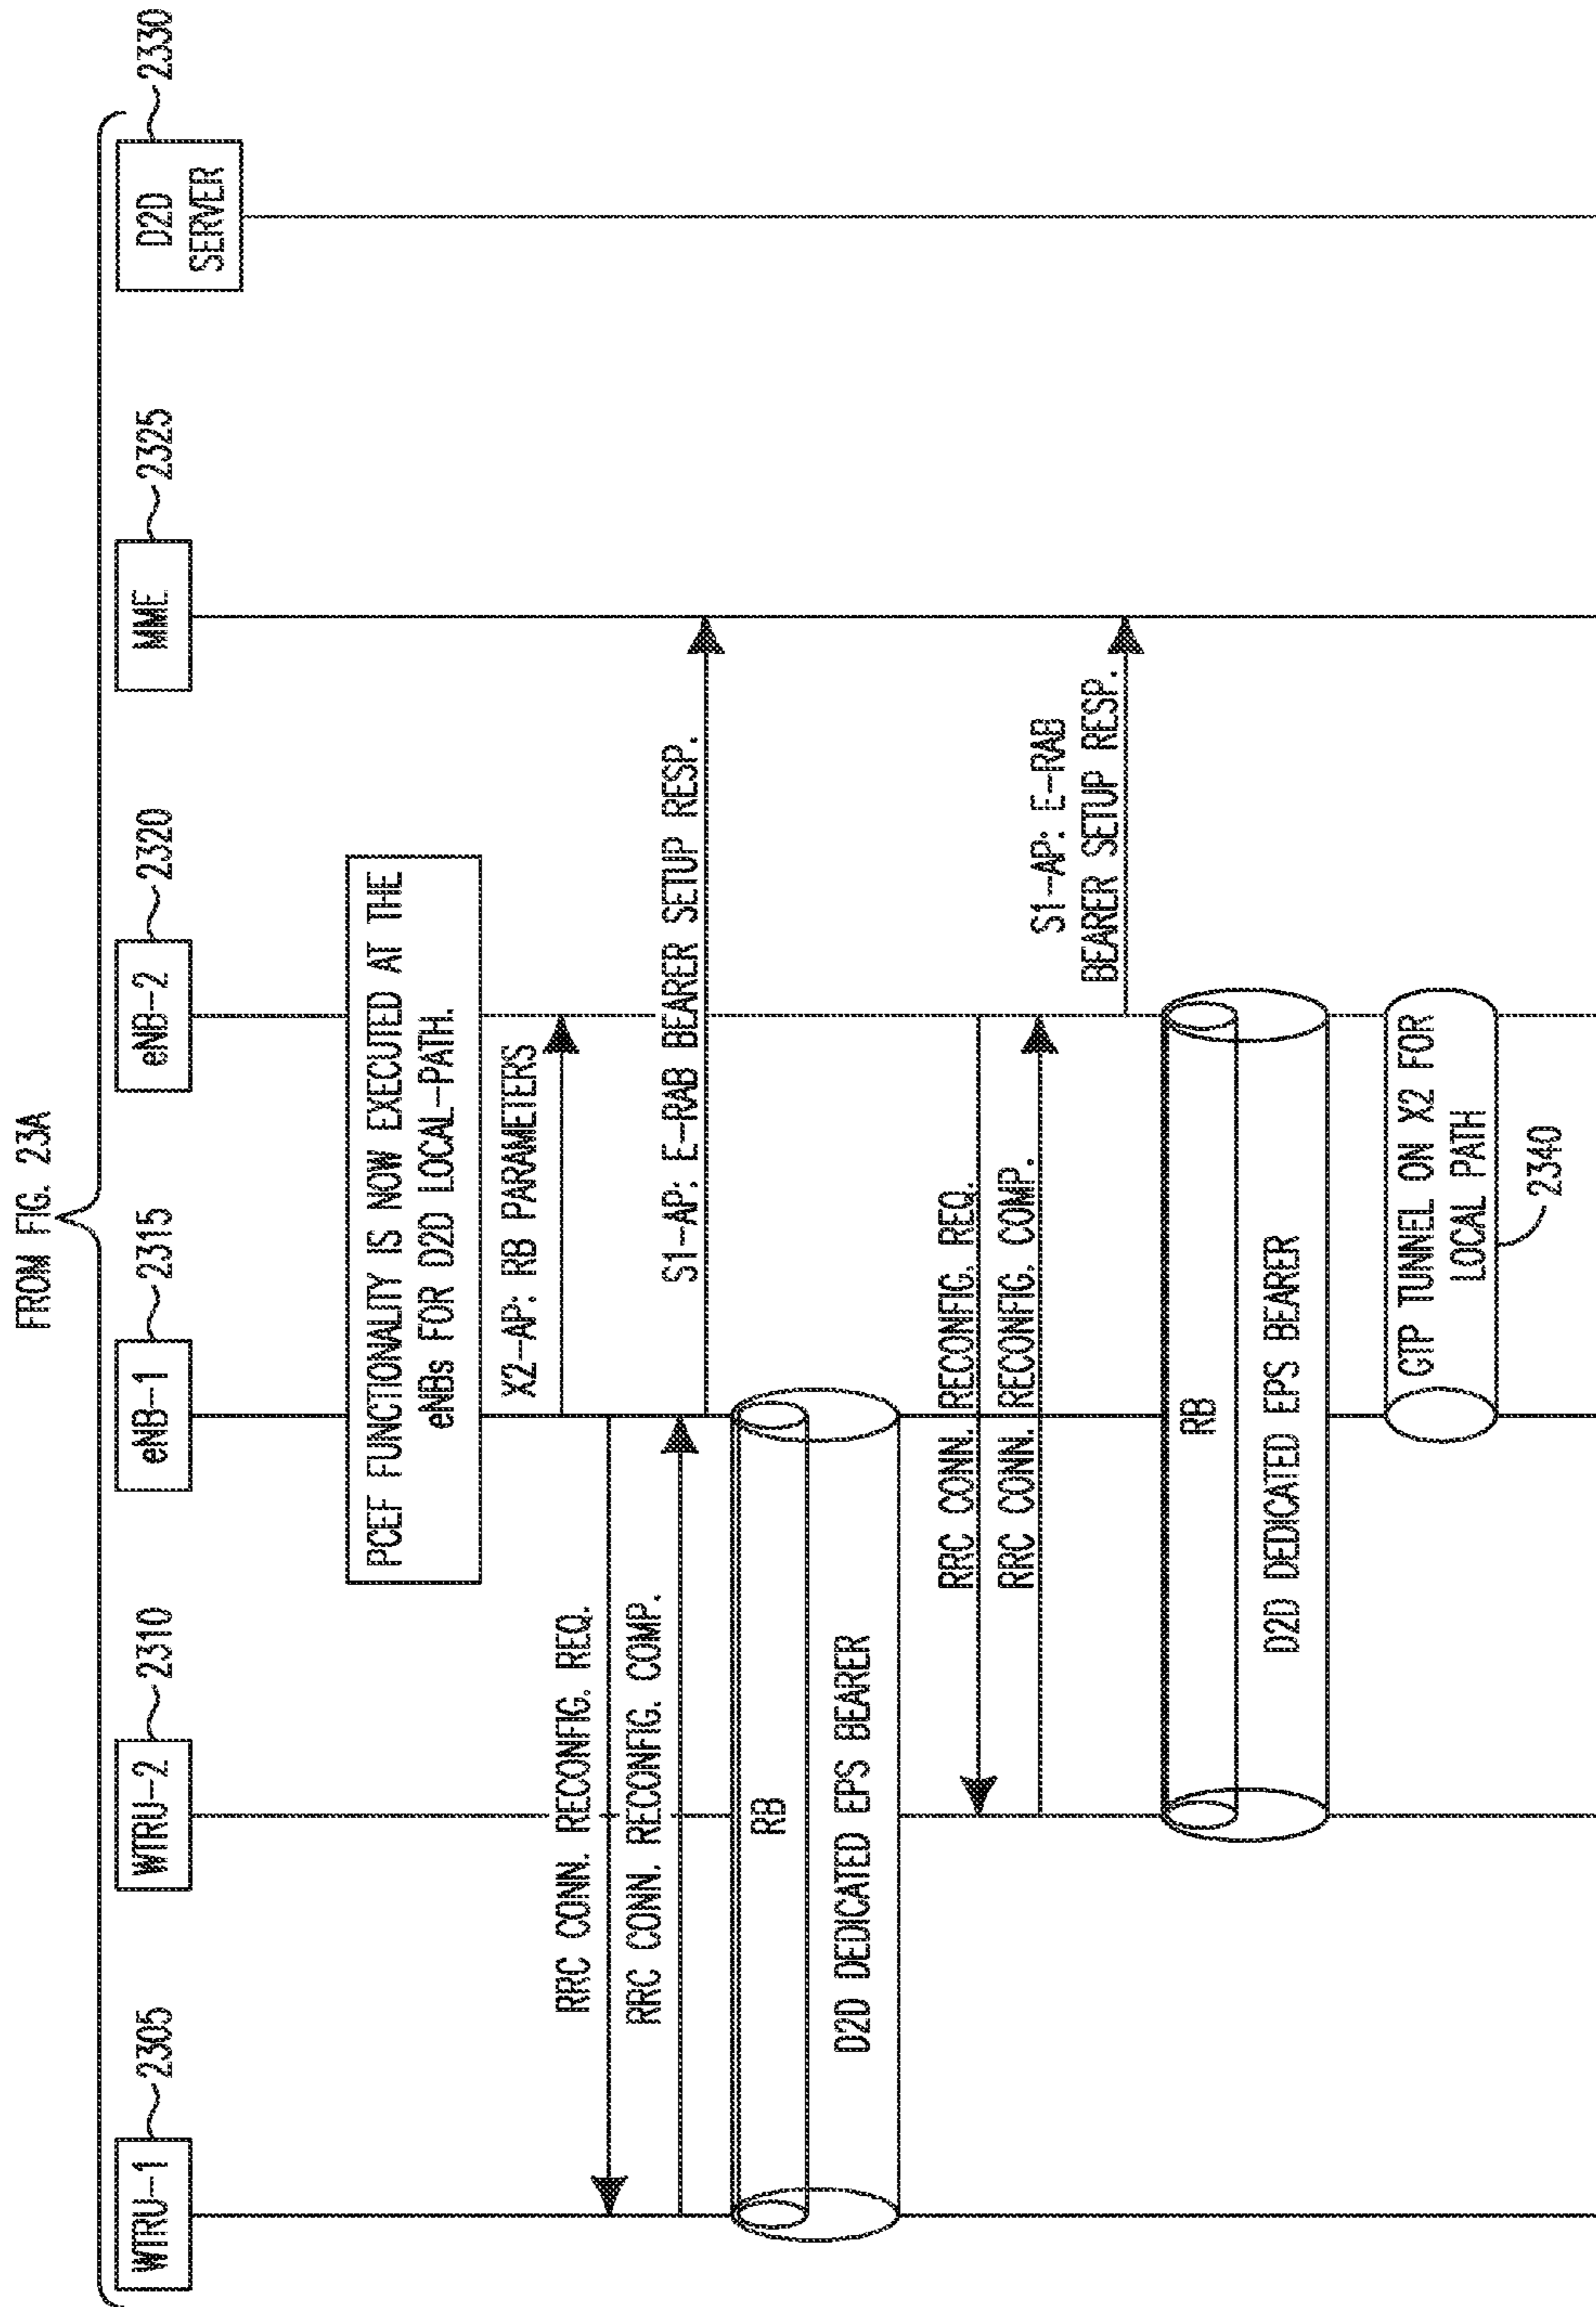 FROM FIG. 23A
WTRU-1
2305
WTRU-2
2310
eNB-1
2315
eNB-2
2320
MME
2325
D2D
SERVER
2330
PCEF FUNCTIONALITY IS NOW EXECUTED AT THE
eNBs FOR D2D LOCAL-PATH.
X2-AP: RB PARAMETERS
RRC CONN. RECONFIG. REQ.
RRC CONN. RECONFIG. COMP.
S1-AP: E-RAB BEARER SETUP RESP.
RB
D2D DEDICATED EPS BEARER
RRC CONN. RECONFIG. REQ.
RRC CONN. RECONFIG. COMP.
S1-AP: E-RAB
BEARER SETUP RESP.
RB
D2D DEDICATED EPS BEARER
GTP TUNNEL ON X2 FOR
LOCAL PATH
2340